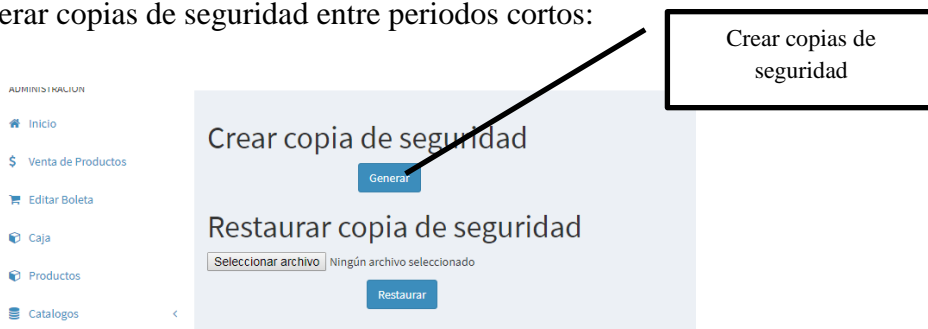 erar copias de seguridad entre periodos cortos:
Crear copias de
seguridad
ADMINISTRACION
Inicio
Venta de Productos
Editar Boleta
Caja
Productos
Catalogos
Crear copia de seguridad
Generar
Restaurar copia de seguridad
Seleccionar archivo Ningún archivo seleccionado
Restaurar